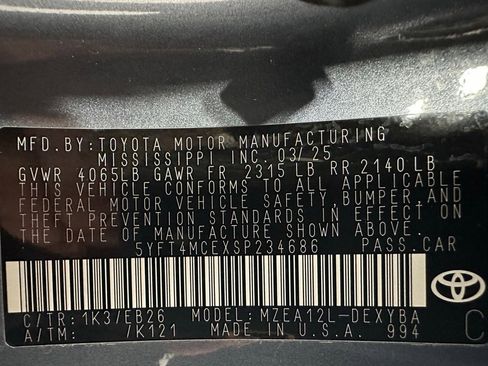 MFD. BY: TOYOTA MOTOR MANUFACTURING
MISSISSIPPI INC. 03/25
GVWR 4065LB GAWR FR 2315 LB RR 2140 LB
THIS VEHICLE CONFORMS TO ALL APPLICABLE
FEDERAL MOTOR VEHICLE SAFETY, BUMPER, AND
THEFT PREVENTION STANDARDS IN EFFECT ON
THE DATE OF MANUFACTURE SHOWN ABOVE.
5YFT4MCEXSP234686 PASS. CAR
C/TR: 1K3/EB26 MODEL: MZEA12L-DEXYBA
A/TM: /K121 MADE IN U.S.A. 994
TOYOTA
C